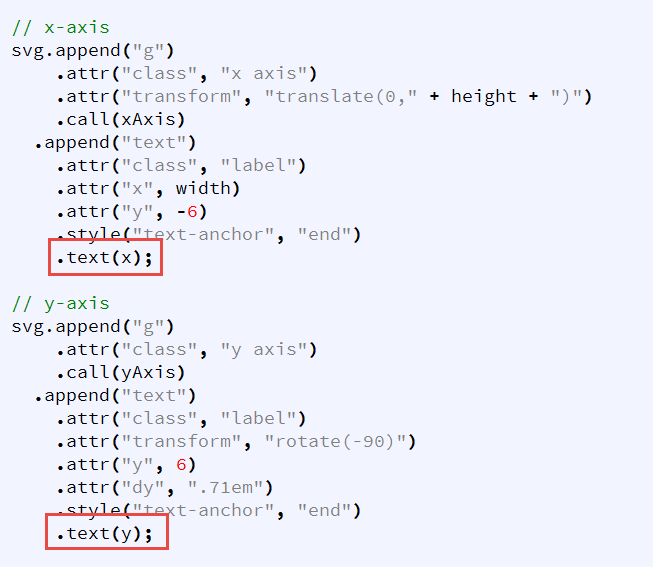 // x-axis
svg.append("g")
    .attr("class", "x axis")
    .attr("transform", "translate(0," + height + ")")
    .call(xAxis)
  .append("text")
    .attr("class", "label")
    .attr("x", width)
    .attr("y", -6)
    .style("text-anchor", "end")
    .text(x);
// y-axis
svg.append("g")
    .attr("class", "y axis")
    .call(yAxis)
  .append("text")
    .attr("class", "label")
    .attr("transform", "rotate(-90)")
    .attr("y", 6)
    .attr("dy", ".71em")
    .style("text-anchor", "end")
    .text(y);